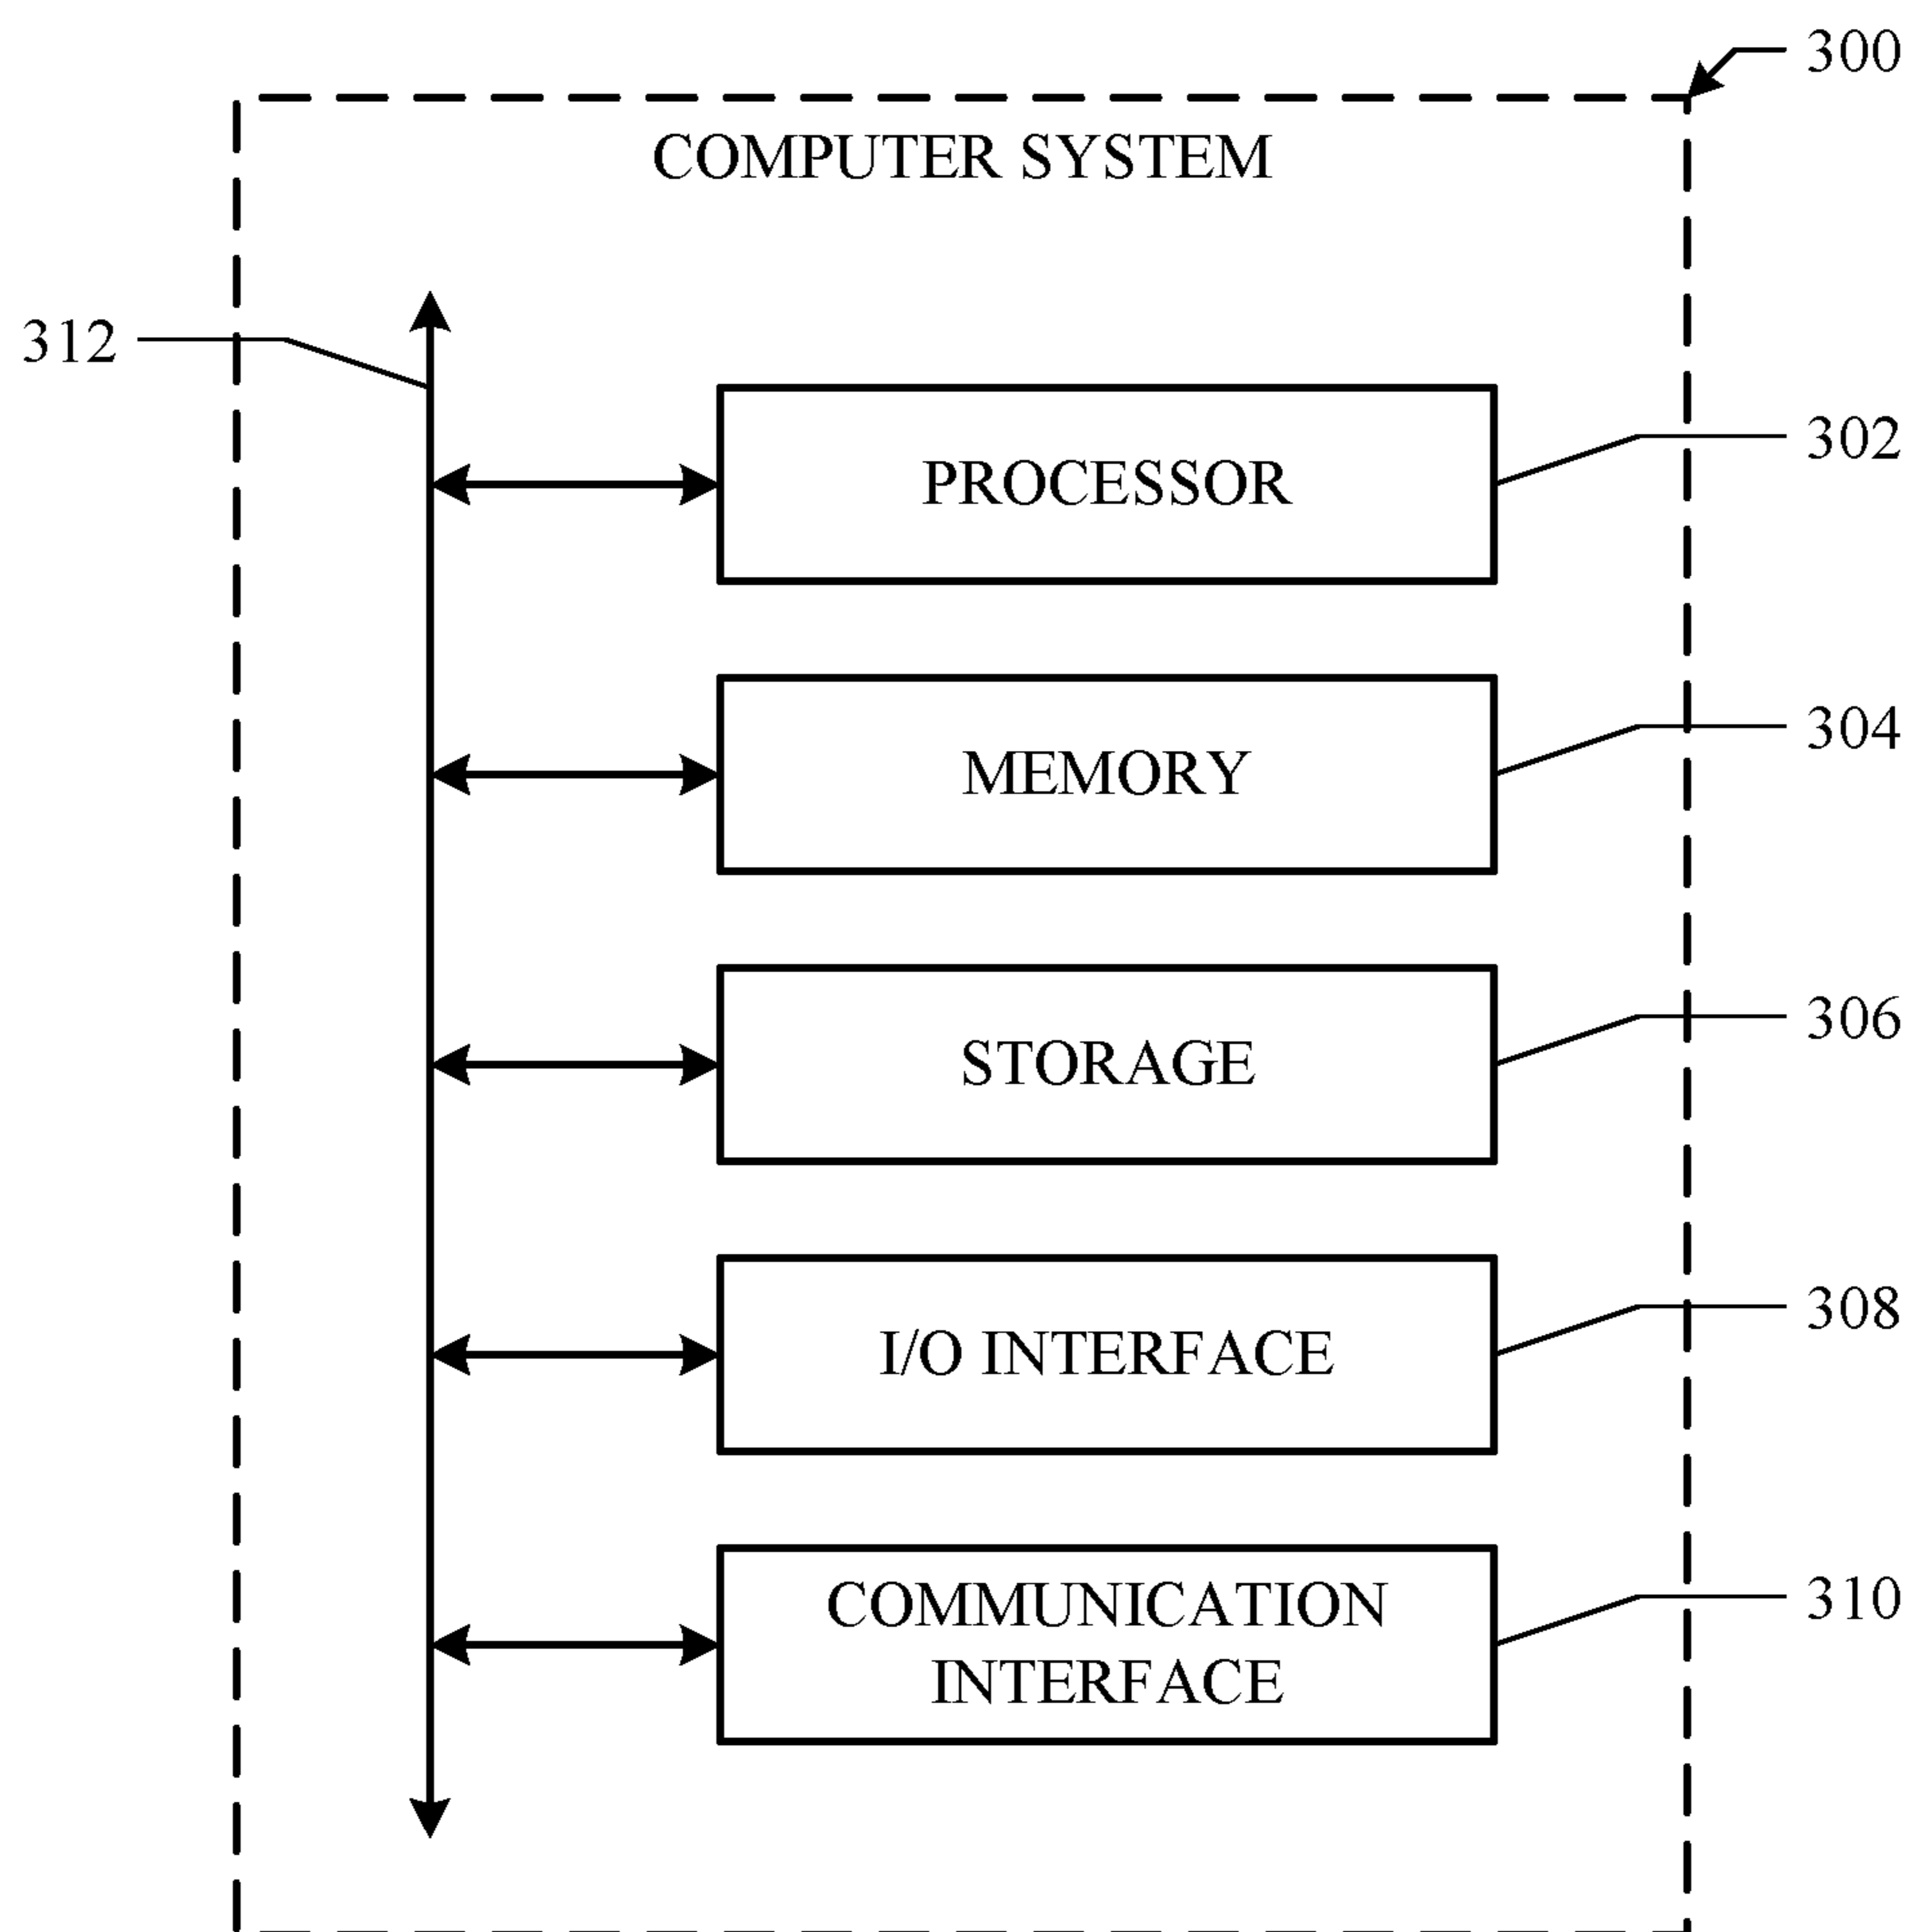 300
COMPUTER SYSTEM
312
302
PROCESSOR
304
MEMORY
306
STORAGE
308
I/O INTERFACE
310
COMMUNICATION
INTERFACE